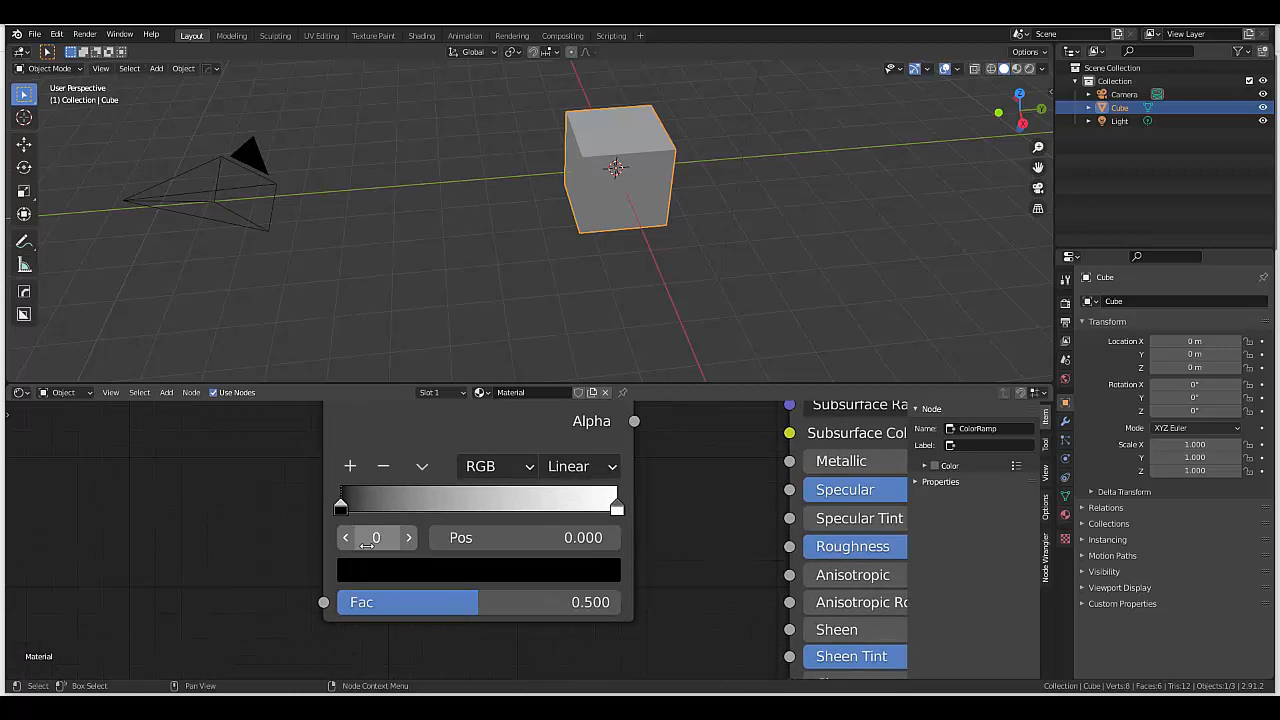 File Edit Render Window Help Layout Modeling Sculpting UV Editing Texture Paint Shading Animation Rendering Compositing Scripting + Scene View Layer
Global Options
Object Mode View Select Add Object
User Perspective
(1) Collection | Cube
Z
Y
X
Scene Collection
Collection
Camera
Cube
Light
Cube
Cube
Transform
Location X 0 m
Y 0 m
Z 0 m
Rotation X 0°
Y 0°
Z 0°
Mode XYZ Euler
Scale X 1.000
Y 1.000
Z 1.000
Delta Transform
Relations
Collections
Instancing
Motion Paths
Visibility
Viewport Display
Custom Properties
Object View Select Add Node Use Nodes Slot 1 Material
Alpha
RGB Linear
0 Pos 0.000
Fac 0.500
Subsurface Ra
Subsurface Col
Metallic
Specular
Specular Tint
Roughness
Anisotropic
Anisotropic Ro
Sheen
Sheen Tint
Node
Name: ColorRamp
Label:
Color
Properties
Item
Tool
View
Options
Node Wrangler
Material
Select Box Select Pan View Node Context Menu Collection | Cube | Verts:8 | Faces:6 | Tris:12 | Objects:1/3 | 2.91.2